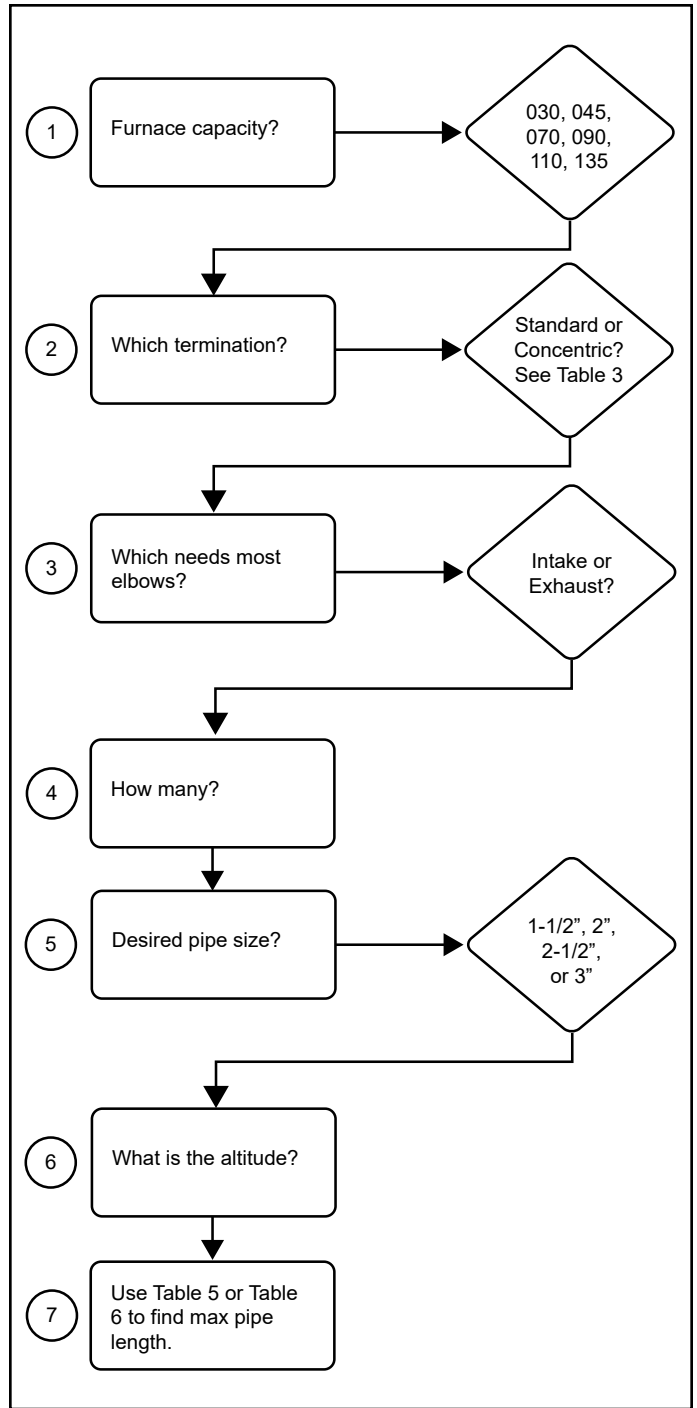 1
Furnace capacity?
030, 045,
070, 090,
110, 135
2
Which termination?
Standard or
Concentric?
See Table 3
3
Which needs most
elbows?
Intake or
Exhaust?
4
How many?
5
Desired pipe size?
1-1/2”, 2”,
2-1/2”,
or 3”
6
What is the altitude?
7
Use Table 5 or Table
6 to find max pipe
length.